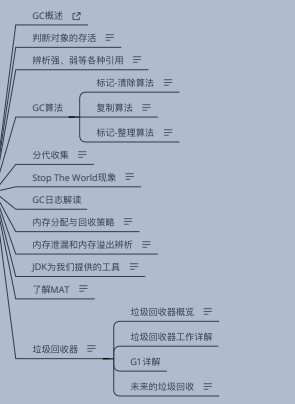 GC概述
判断对象的存活
辨析强、弱等各种引用
GC算法
标记-清除算法
复制算法
标记-整理算法
分代收集
Stop The World现象
GC日志解读
内存分配与回收策略
内存泄漏和内存溢出辨析
JDK为我们提供的工具
了解MAT
垃圾回收器
垃圾回收器概览
垃圾回收器工作详解
G1详解
未来的垃圾回收